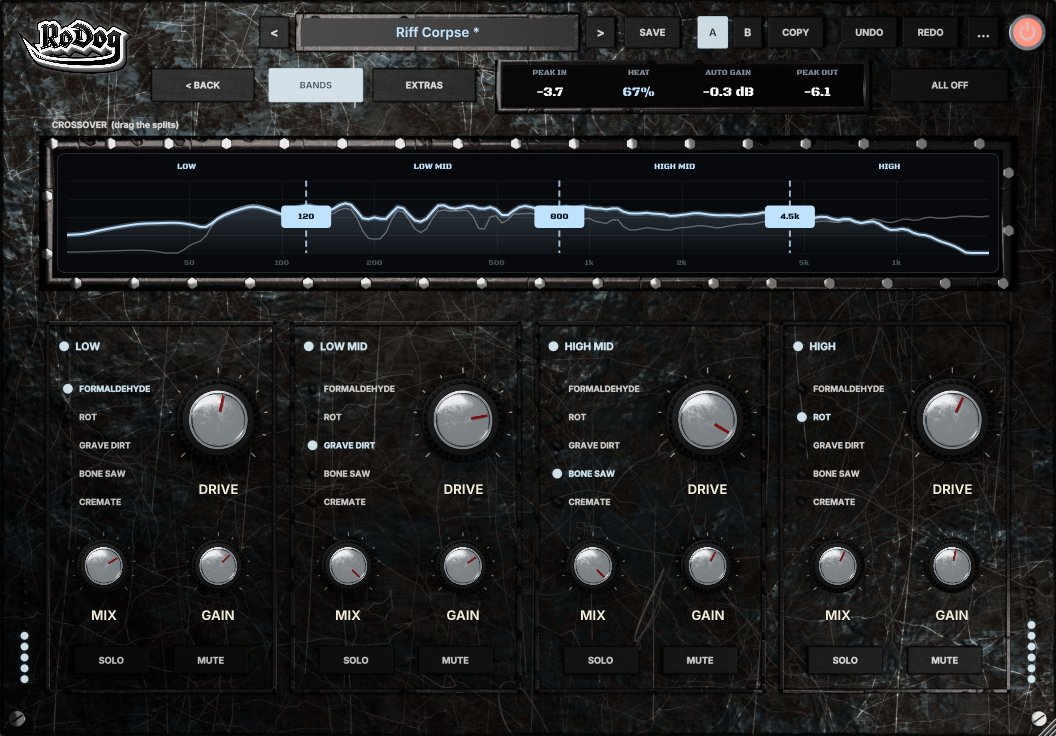 RoDog
< Riff Corpse * > SAVE A B COPY UNDO REDO ...
< BACK BANDS EXTRAS ALL OFF
PEAK IN HEAT AUTO GAIN PEAK OUT
-3.7 67% -0.3 dB -6.1
CROSSOVER (drag the splits)
LOW LOW MID HIGH MID HIGH
120 800 4.5k
50 100 200 500 1k 2k 5k 1k
LOW
FORMALDEHYDE
ROT
GRAVE DIRT
BONE SAW
CREMATE
DRIVE
MIX GAIN
SOLO MUTE
LOW MID
FORMALDEHYDE
ROT
GRAVE DIRT
BONE SAW
CREMATE
DRIVE
MIX GAIN
SOLO MUTE
HIGH MID
FORMALDEHYDE
ROT
GRAVE DIRT
BONE SAW
CREMATE
DRIVE
MIX GAIN
SOLO MUTE
HIGH
FORMALDEHYDE
ROT
GRAVE DIRT
BONE SAW
CREMATE
DRIVE
MIX GAIN
SOLO MUTE